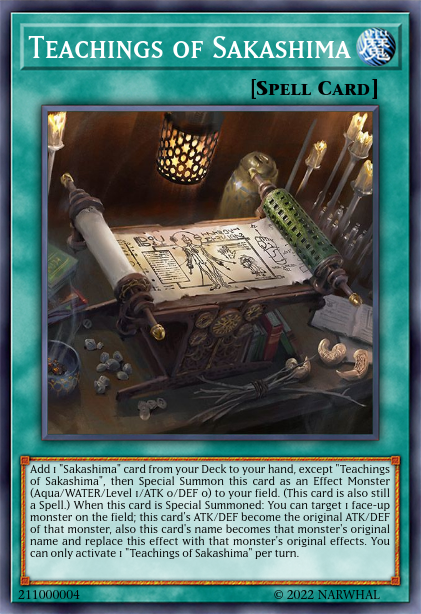 Teachings of Sakashima
魔
[Spell Card]
Add 1 "Sakashima" card from your Deck to your hand, except "Teachings
of Sakashima", then Special Summon this card as an Effect Monster
(Aqua/WATER/Level 1/ATK 0/DEF 0) to your field. (This card is also still
a Spell.) When this card is Special Summoned: You can target 1 face-up
monster on the field; this card's ATK/DEF become the original ATK/DEF
of that monster, also this card's name becomes that monster's original
name and replace this effect with that monster's original effects. You
can only activate 1 "Teachings of Sakashima" per turn.
211000004
© 2022 NARWHAL